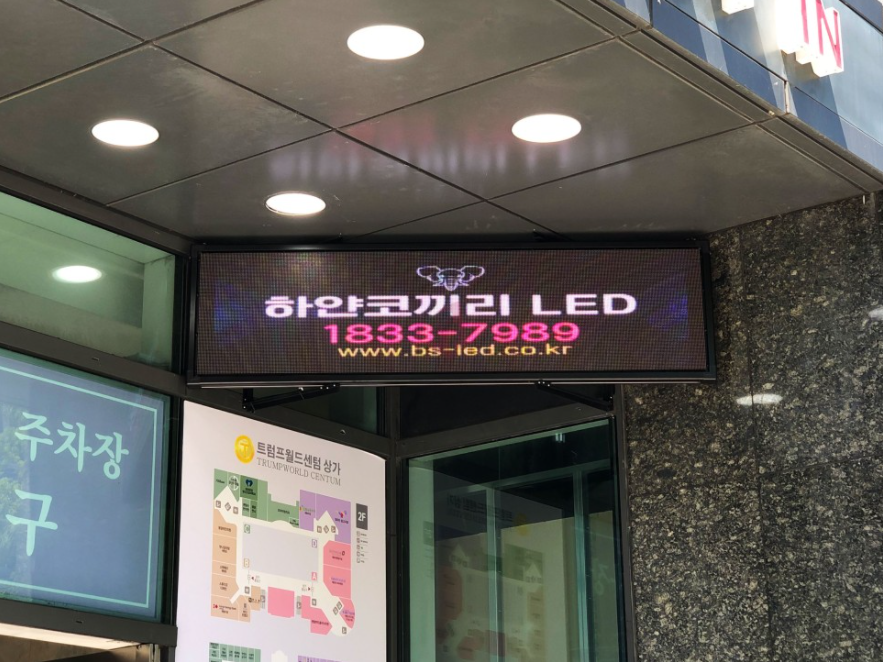 IN
하얀코끼리 LED
1833-7989
www.bs-led.co.kr
주차장
구
트럼프월드센텀 상가
TRUMPWORLD CENTUM
2F